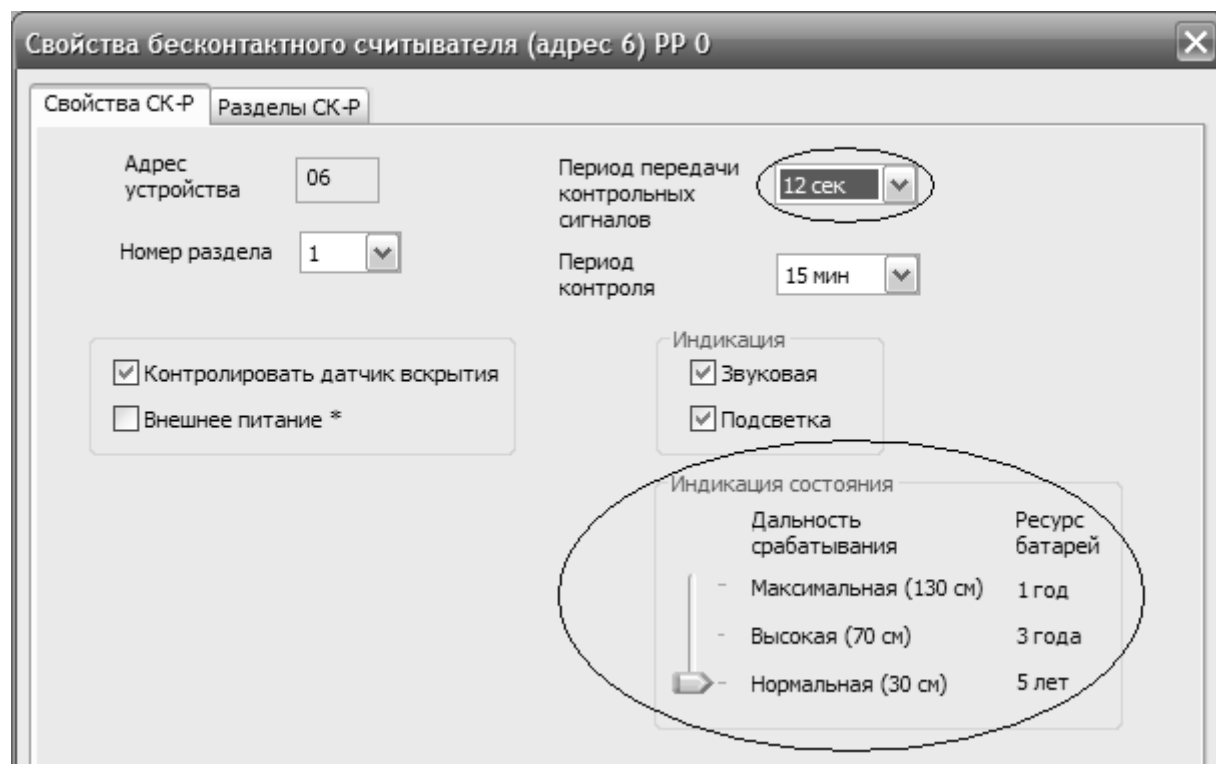 Свойства бесконтактного считывателя (адрес 6) РР 0
Свойства СК-Р
Разделы СК-Р
Адрес
устройства
06
Номер раздела
1
Период передачи
контрольных
сигналов
12 сек
Период
контроля
15 мин
Контролировать датчик вскрытия
Внешнее питание *
Индикация
Звуковая
Подсветка
Индикация состояния
Дальность
срабатывания
Ресурс
батарей
Максимальная (130 см) 1 год
Высокая (70 см) 3 года
Нормальная (30 см) 5 лет